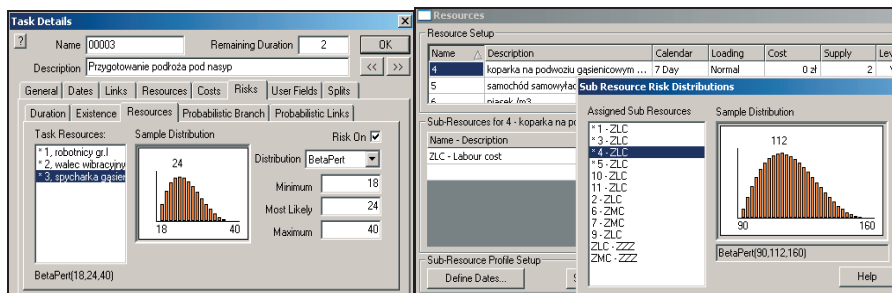 Task Details
? Name 00003 Remaining Duration 2 OK
Description Przygotowanie podłoża pod nasyp << >>
General Dates Links Resources Costs Risks User Fields Splits
Duration Existence Resources Probabilistic Branch Probabilistic Links
Task Resources: Sample Distribution Risk On
* 1, robotnicy gr.I
* 2, walec wibracyjny
* 3, spycharka gąsien
24
18 40
Distribution BetaPert
Minimum 18
Most Likely 24
Maximum 40
BetaPert(18,24,40)
Resources
Resource Setup
Name Description Calendar Loading Cost Supply Lev
4 koparka na podwoziu gąsienicowym ... 7 Day Normal 0 zł 2
5 samochód samowyład
6 piasek /m3
Sub-Resources for 4 - koparka na po
Name - Description
ZLC - Labour cost
Sub-Resource Profile Setup
Define Dates...
Sub Resource Risk Distributions
Assigned Sub Resources Sample Distribution
* 1 - ZLC
* 3 - ZLC
* 4 - ZLC
* 5 - ZLC
10 - ZLC
11 - ZLC
2 - ZLC
6 - ZMC
7 - ZMC
9 - ZLC
ZLC - ZZZ
ZMC - ZZZ
112
90 160
BetaPert(90,112,160)
Help